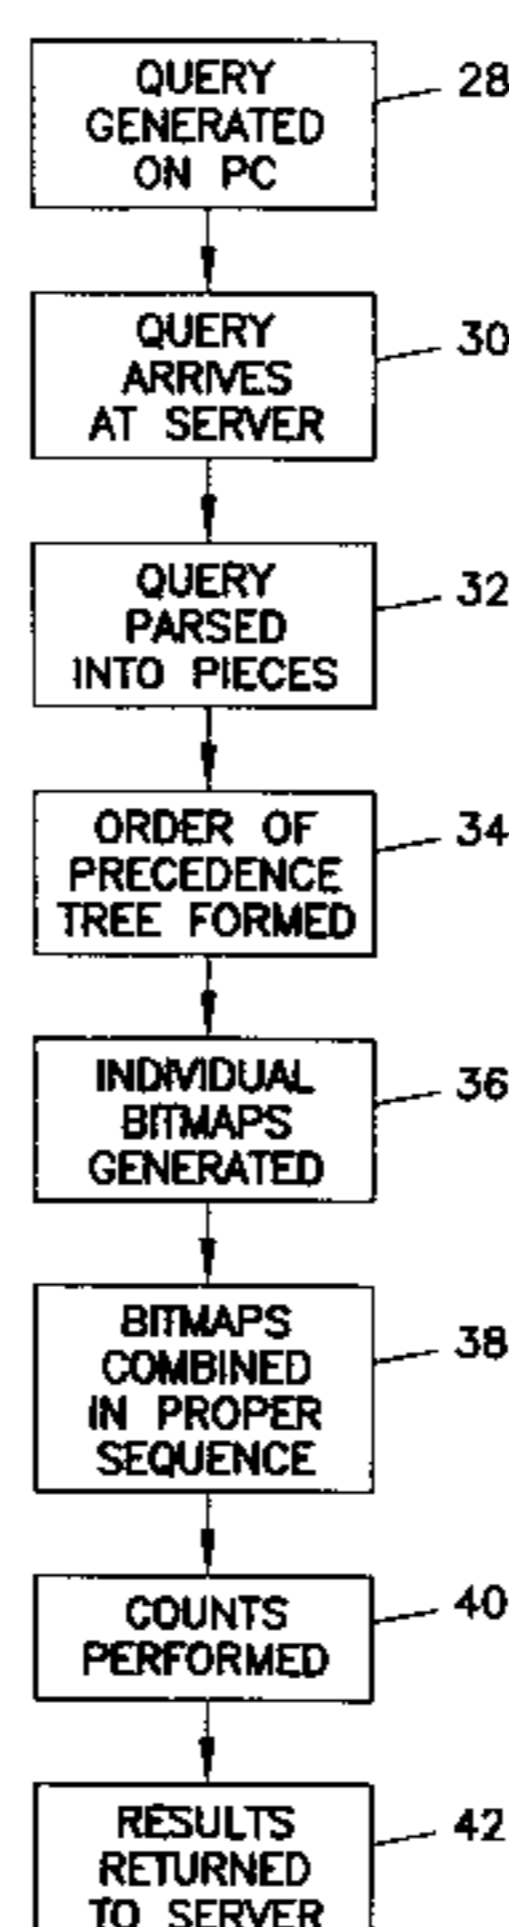 QUERY
GENERATED
ON PC
28
QUERY
ARRIVES
AT SERVER
30
QUERY
PARSED
INTO PIECES
32
ORDER OF
PRECEDENCE
TREE FORMED
34
INDIVIDUAL
BITMAPS
GENERATED
36
BITMAPS
COMBINED
IN PROPER
SEQUENCE
38
COUNTS
PERFORMED
40
RESULTS
RETURNED
TO SERVER
42